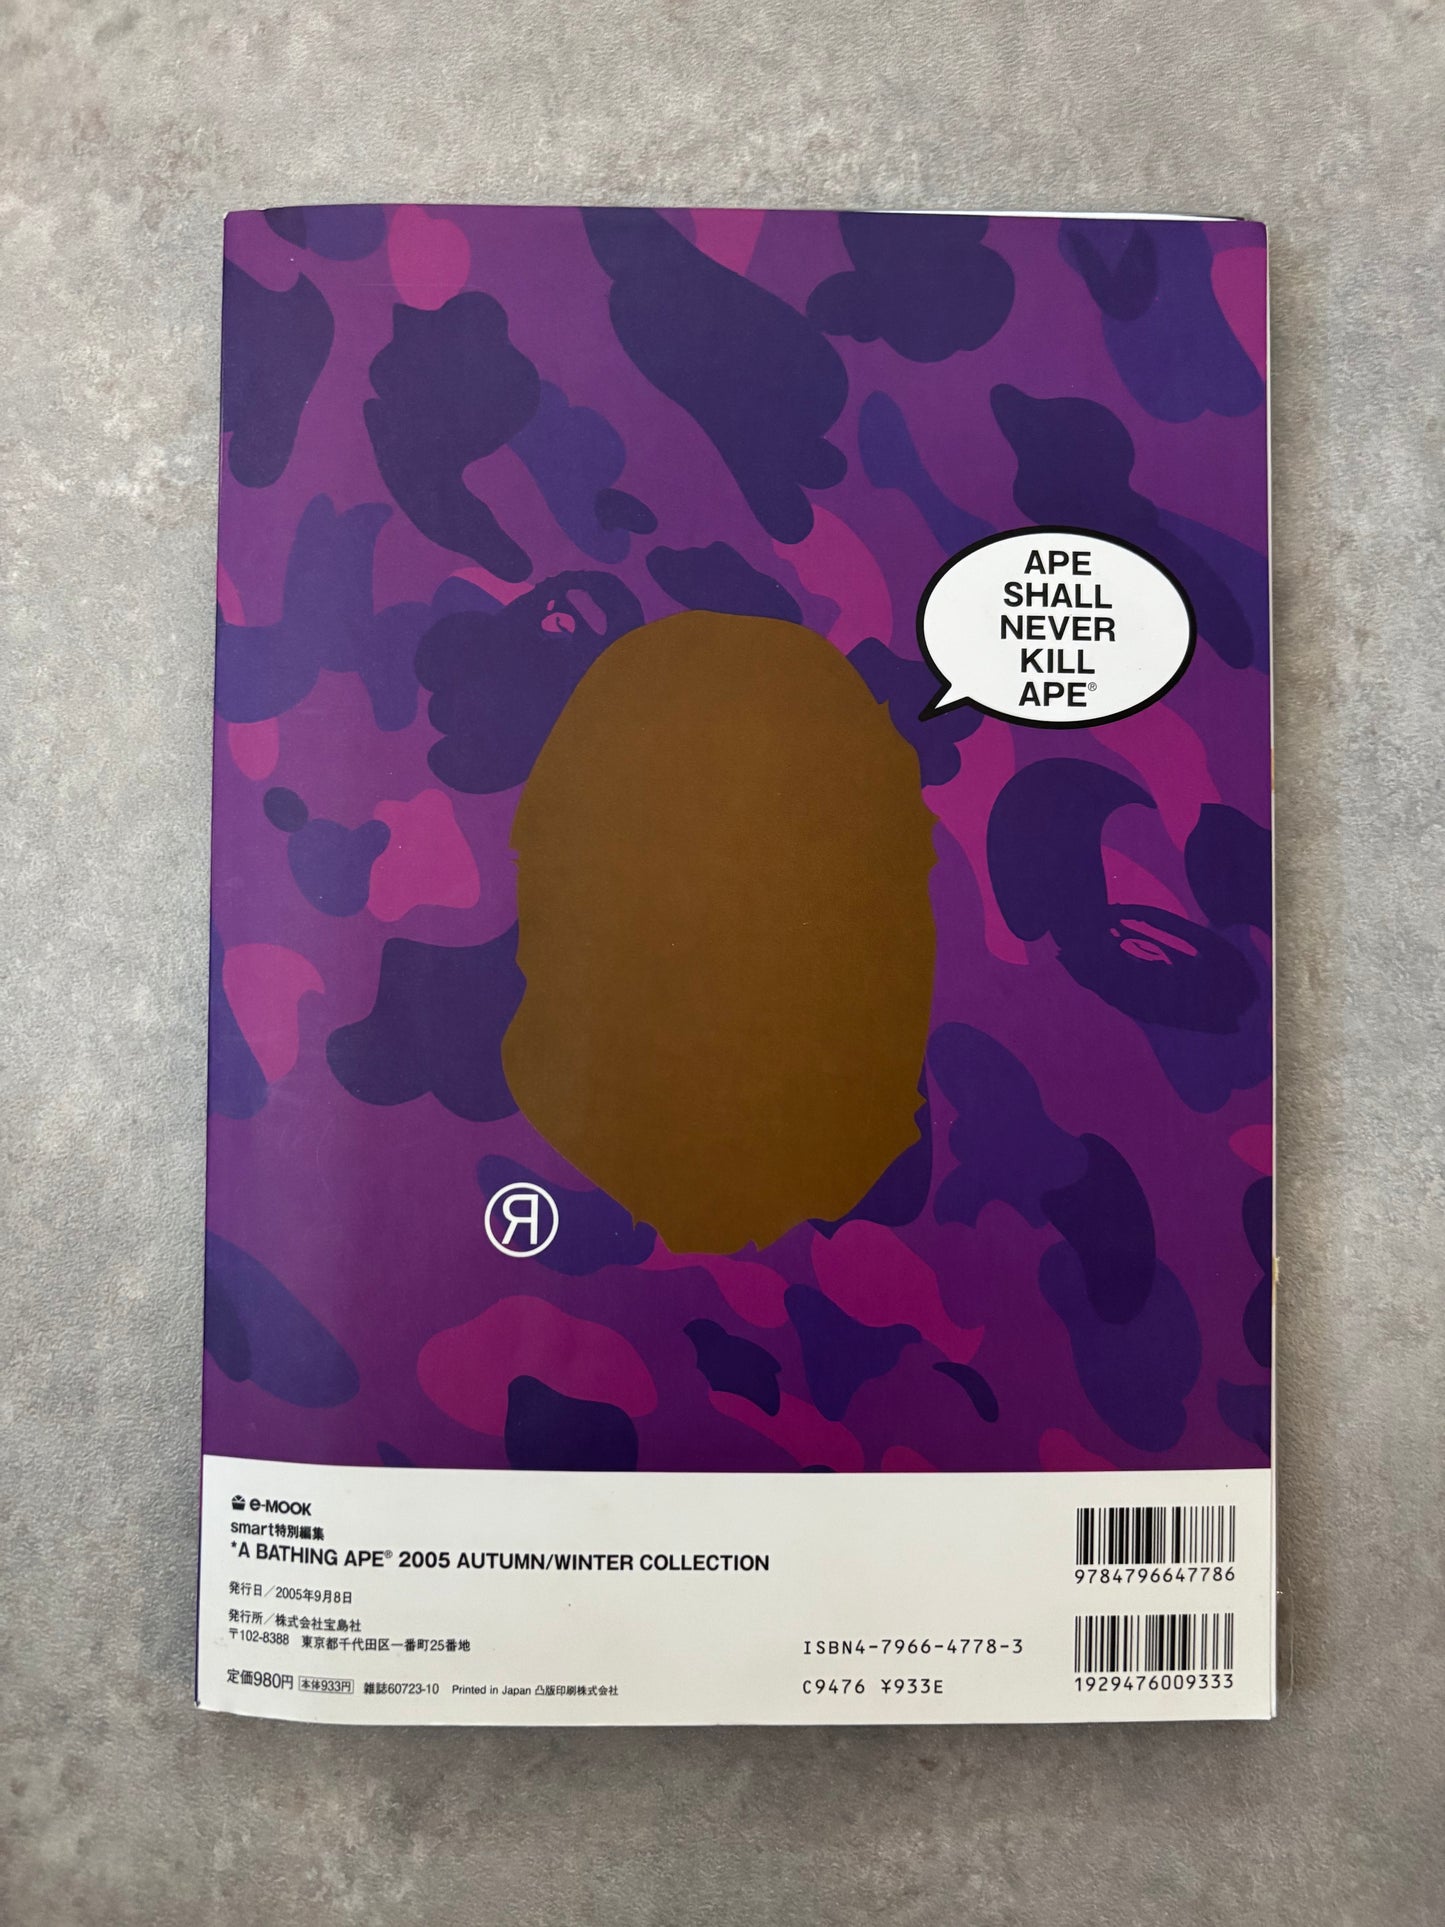 APE
SHALL
NEVER
KILL
APE®
Я
e-MOOK
smart特別編集
*A BATHING APE® 2005 AUTUMN/WINTER COLLECTION
発行日／2005年9月8日
発行所／株式会社宝島社
〒102-8388 東京都千代田区一番町25番地
定価980円 本体933円 雑誌60723-10 Printed in Japan 凸版印刷株式会社
ISBN4-7966-4778-3
C9476 ¥933E
9784796647786
1929476009333